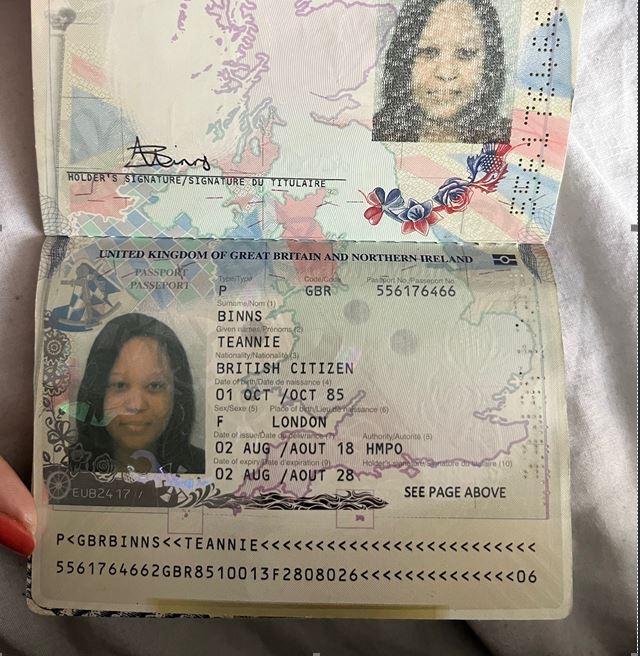 Binns
HOLDER'S SIGNATURE/SIGNATURE DU TITULAIRE
UNITED KINGDOM OF GREAT BRITAIN AND NORTHERN IRELAND
PASSPORT
PASSEPORT
Type/Type Code/Code Passport No./Passeport No.
P GBR 556176466
Surname/Nom (1)
BINNS
Given names/Prénoms (2)
TEANNIE
Nationality/Nationalité (3)
BRITISH CITIZEN
Date of birth/Date de naissance (4)
01 OCT /OCT 85
Sex/Sexe (5) Place of birth/Lieu de naissance (6)
F LONDON
Date of issue/Date de délivrance Authority/Autorité (8)
02 AUG /AOUT 18 HMPO
Date of expiry/Date d'expiration (9) Holder's signature/Signature du titulaire (10)
02 AUG /AOUT 28
SEE PAGE ABOVE
P<GBRBINNS<<TEANNIE<<<<<<<<<<<<<<<<<<<<<<<<<
5561764662GBR8510013F2808026<<<<<<<<<<<<<<06